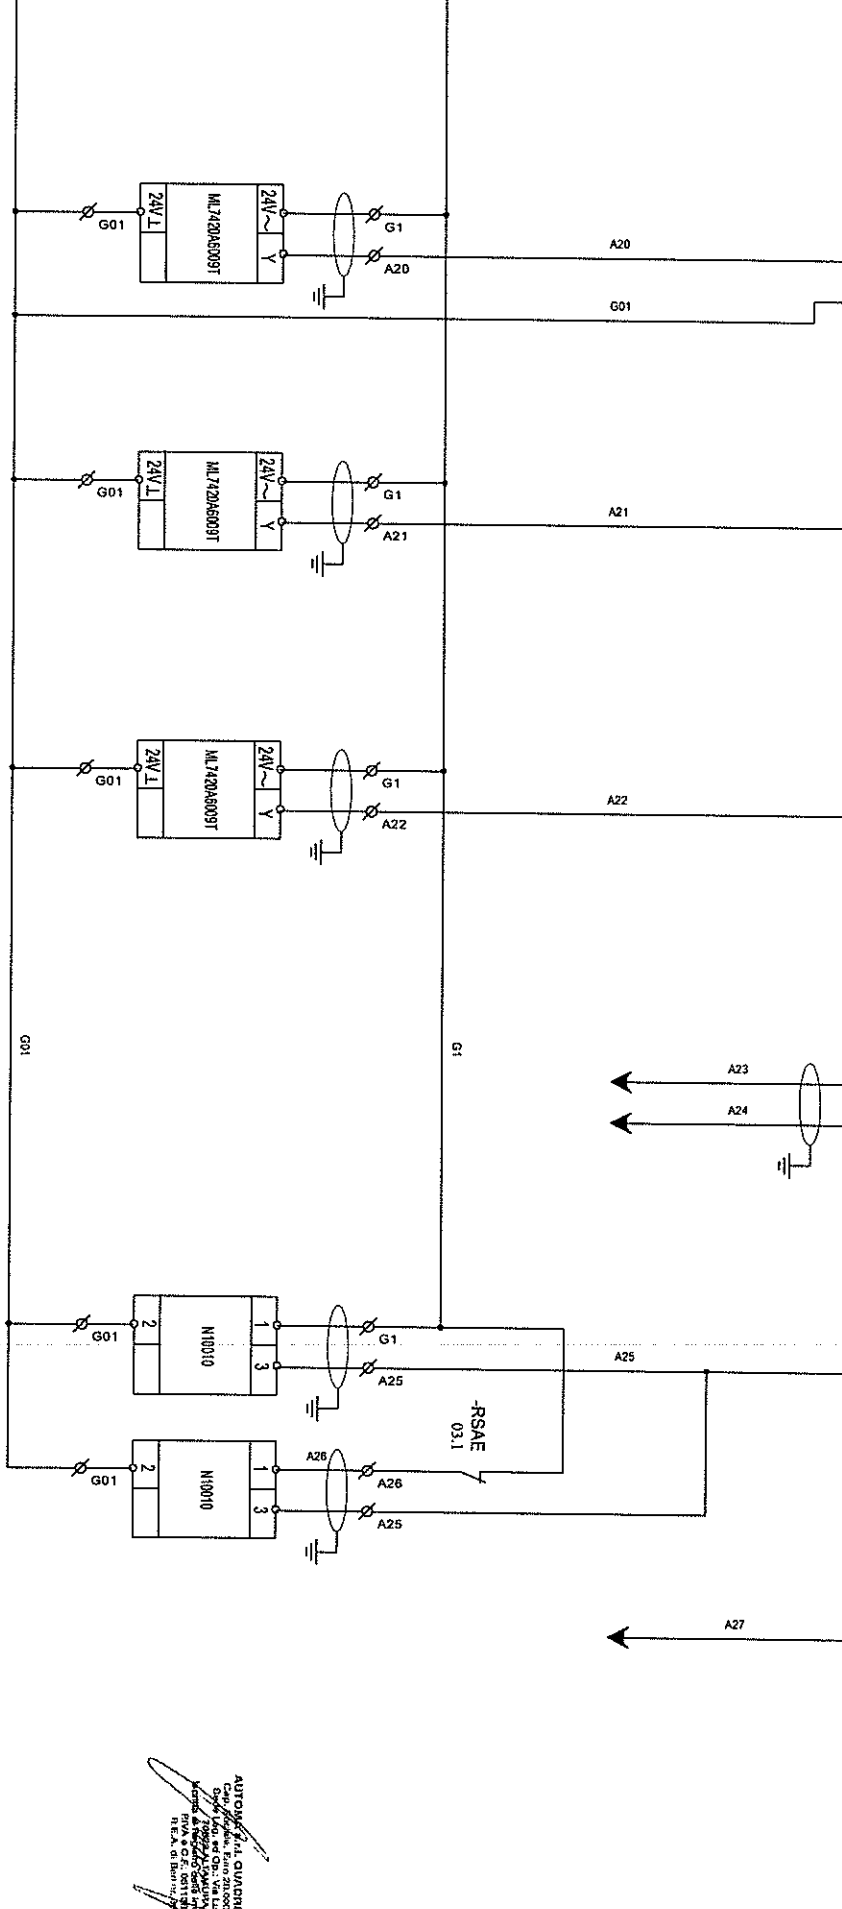 24V⊥
ML7420A6009T
24V~
Y
G01
G1
A20
A20
G01
24V⊥
ML7420A6009T
24V~
Y
G01
G1
A21
A21
24V⊥
ML7420A6009T
24V~
Y
G01
G1
A22
A22
G01
G1
A23
A24
2
N10010
1
3
G01
G1
A25
A25
-RSAE
03.1
2
N10010
1
3
G01
A26
A26
A25
A27